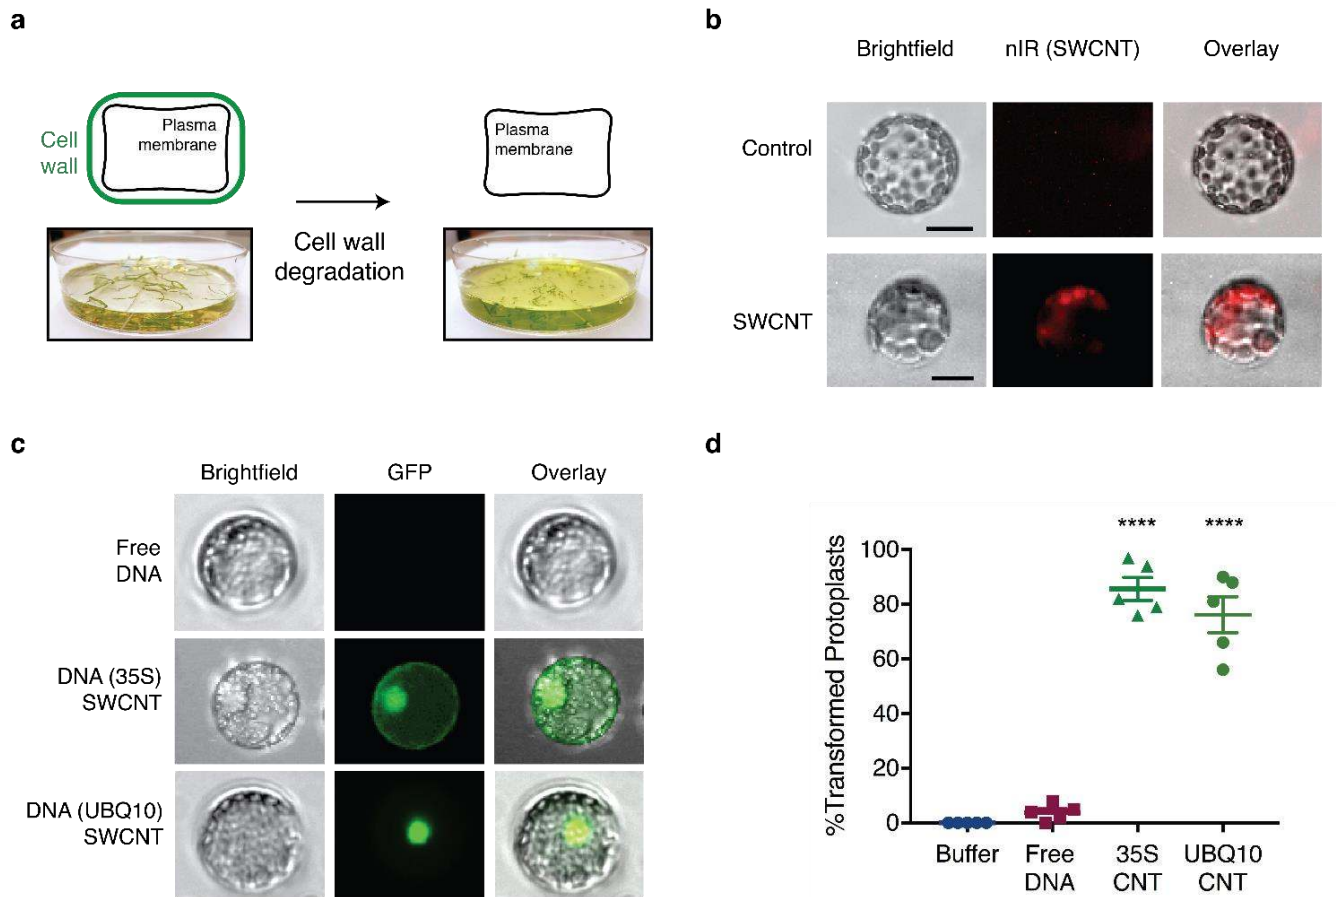 a
Cell
wall
Plasma
membrane
Cell wall
degradation
Plasma
membrane
b
Brightfield
nIR (SWCNT)
Overlay
Control
SWCNT
c
Brightfield
GFP
Overlay
Free
DNA
DNA (35S)
SWCNT
DNA (UBQ10)
SWCNT
d
%Transformed Protoplasts
100
80
60
40
20
0
****
****
Buffer
Free
DNA
35S
CNT
UBQ10
CNT